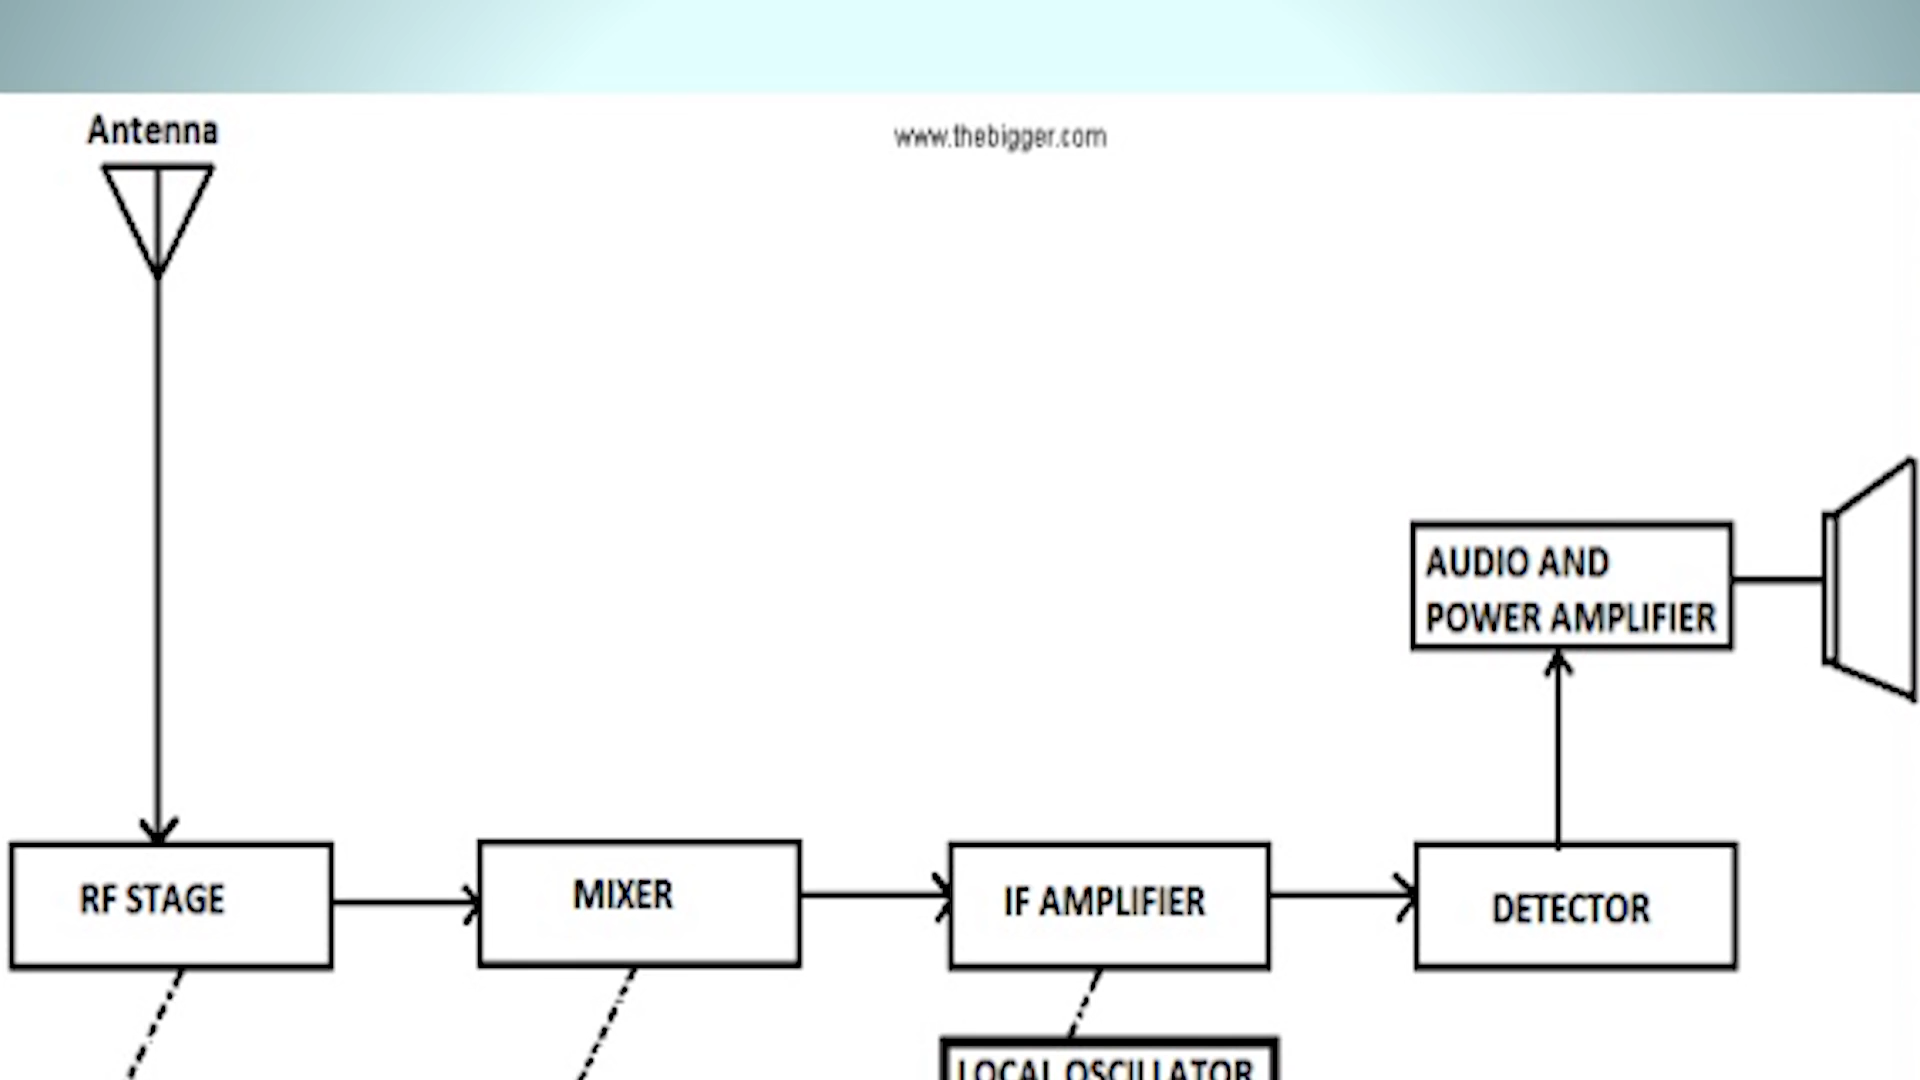 Antenna
www.thebigger.com
AUDIO AND
POWER AMPLIFIER
RF STAGE
MIXER
IF AMPLIFIER
DETECTOR
LOCAL OSCILLATOR